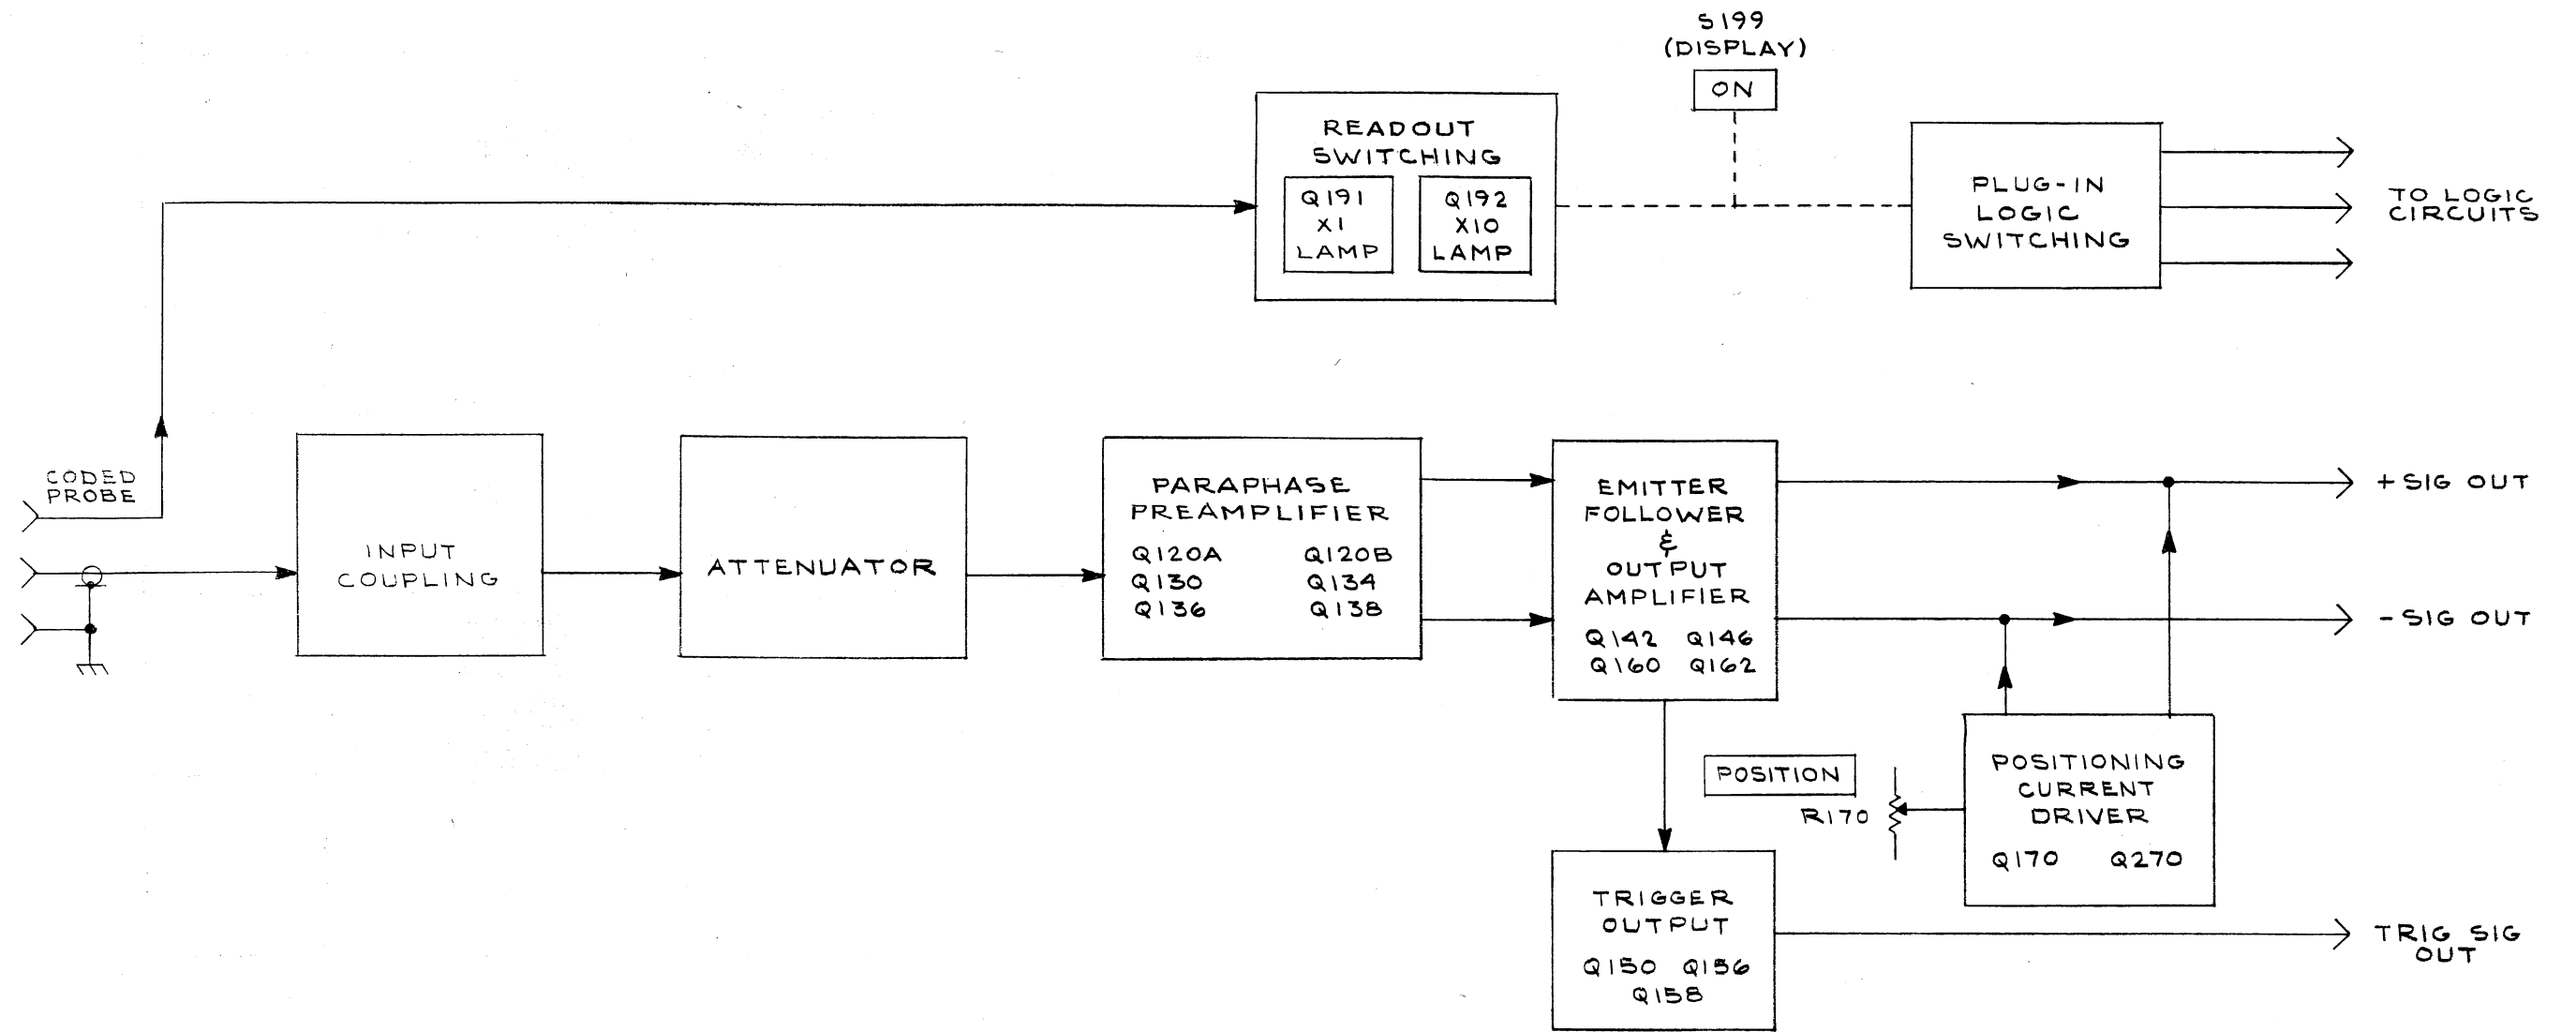 S199
(DISPLAY)
ON
READOUT
SWITCHING
Q191
X1
LAMP
Q192
X10
LAMP
PLUG-IN
LOGIC
SWITCHING
TO LOGIC
CIRCUITS
CODED
PROBE
INPUT
COUPLING
ATTENUATOR
PARAPHASE
PREAMPLIFIER
Q120A Q120B
Q130 Q134
Q136 Q138
EMITTER
FOLLOWER
&
OUTPUT
AMPLIFIER
Q142 Q146
Q160 Q162
+ SIG OUT
- SIG OUT
POSITION
R170
POSITIONING
CURRENT
DRIVER
Q170 Q270
TRIGGER
OUTPUT
Q150 Q156
Q158
TRIG SIG
OUT